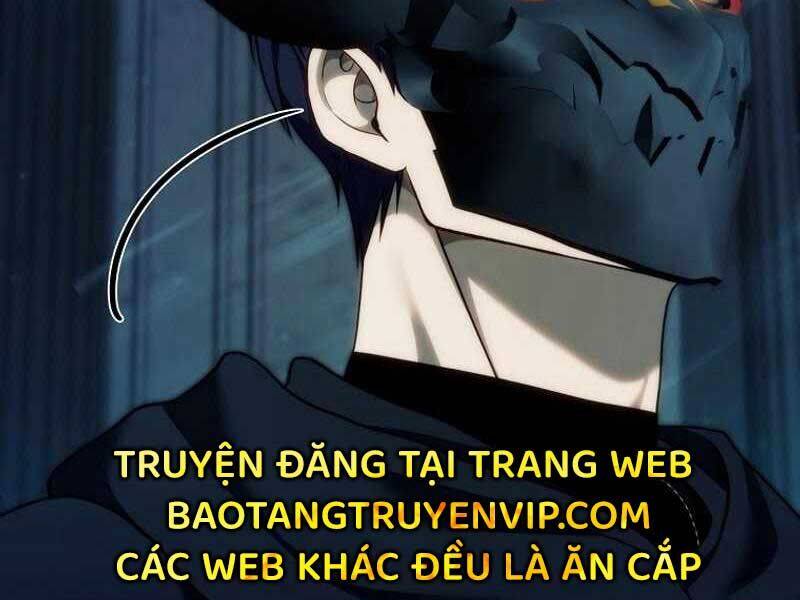 TRUYỆN ĐĂNG TẠI TRANG WEB
BAOTANGTRUYENVIP.COM
CÁC WEB KHÁC ĐỀU LÀ ĂN CẮP